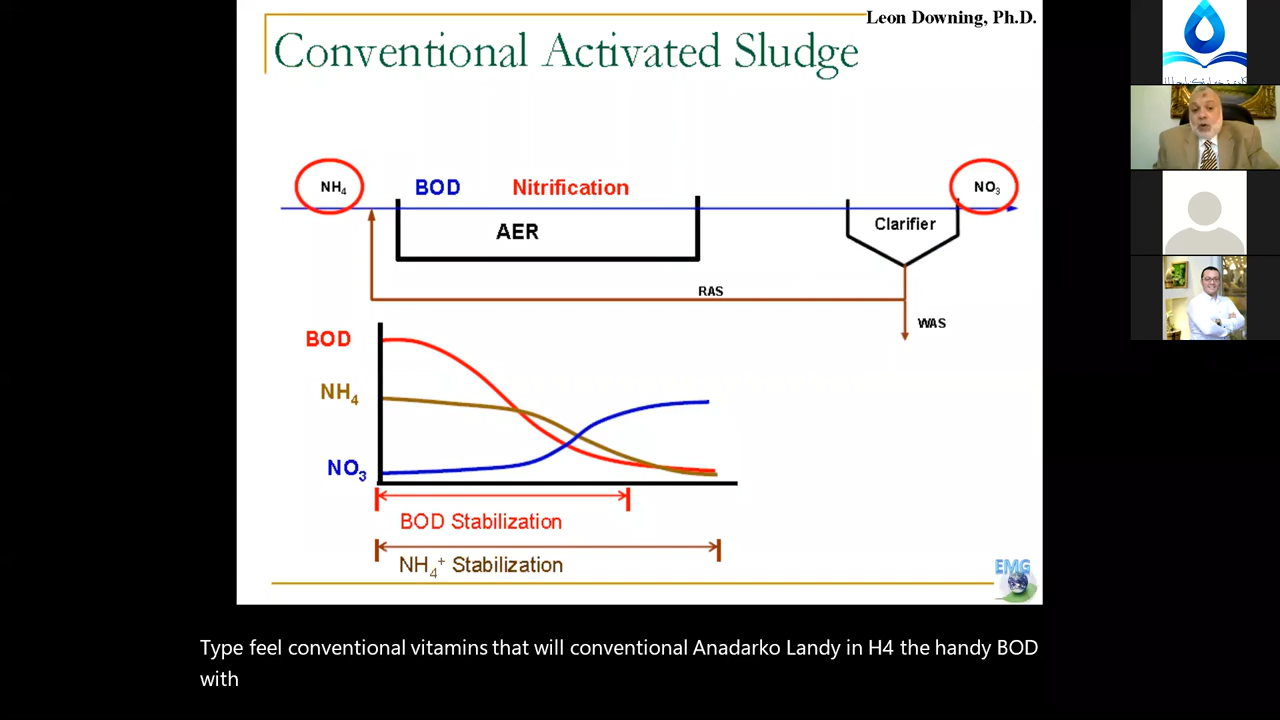 Leon Downing, Ph.D.
Conventional Activated Sludge
NH4 BOD Nitrification NO3
AER Clarifier
RAS
WAS
BOD
NH4
NO3
BOD Stabilization
NH4+ Stabilization
EMG
Type feel conventional vitamins that will conventional Anadarko Landy in H4 the handy BOD
with